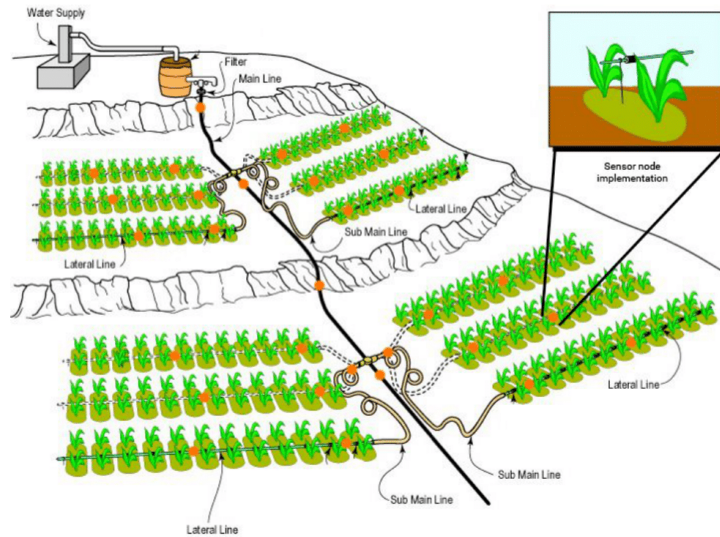 Water Supply
Filter
Main Line
Sensor node
implementation
Lateral Line
Sub Main Line
Lateral Line
Lateral Line
Sub Main Line
Sub Main Line
Lateral Line